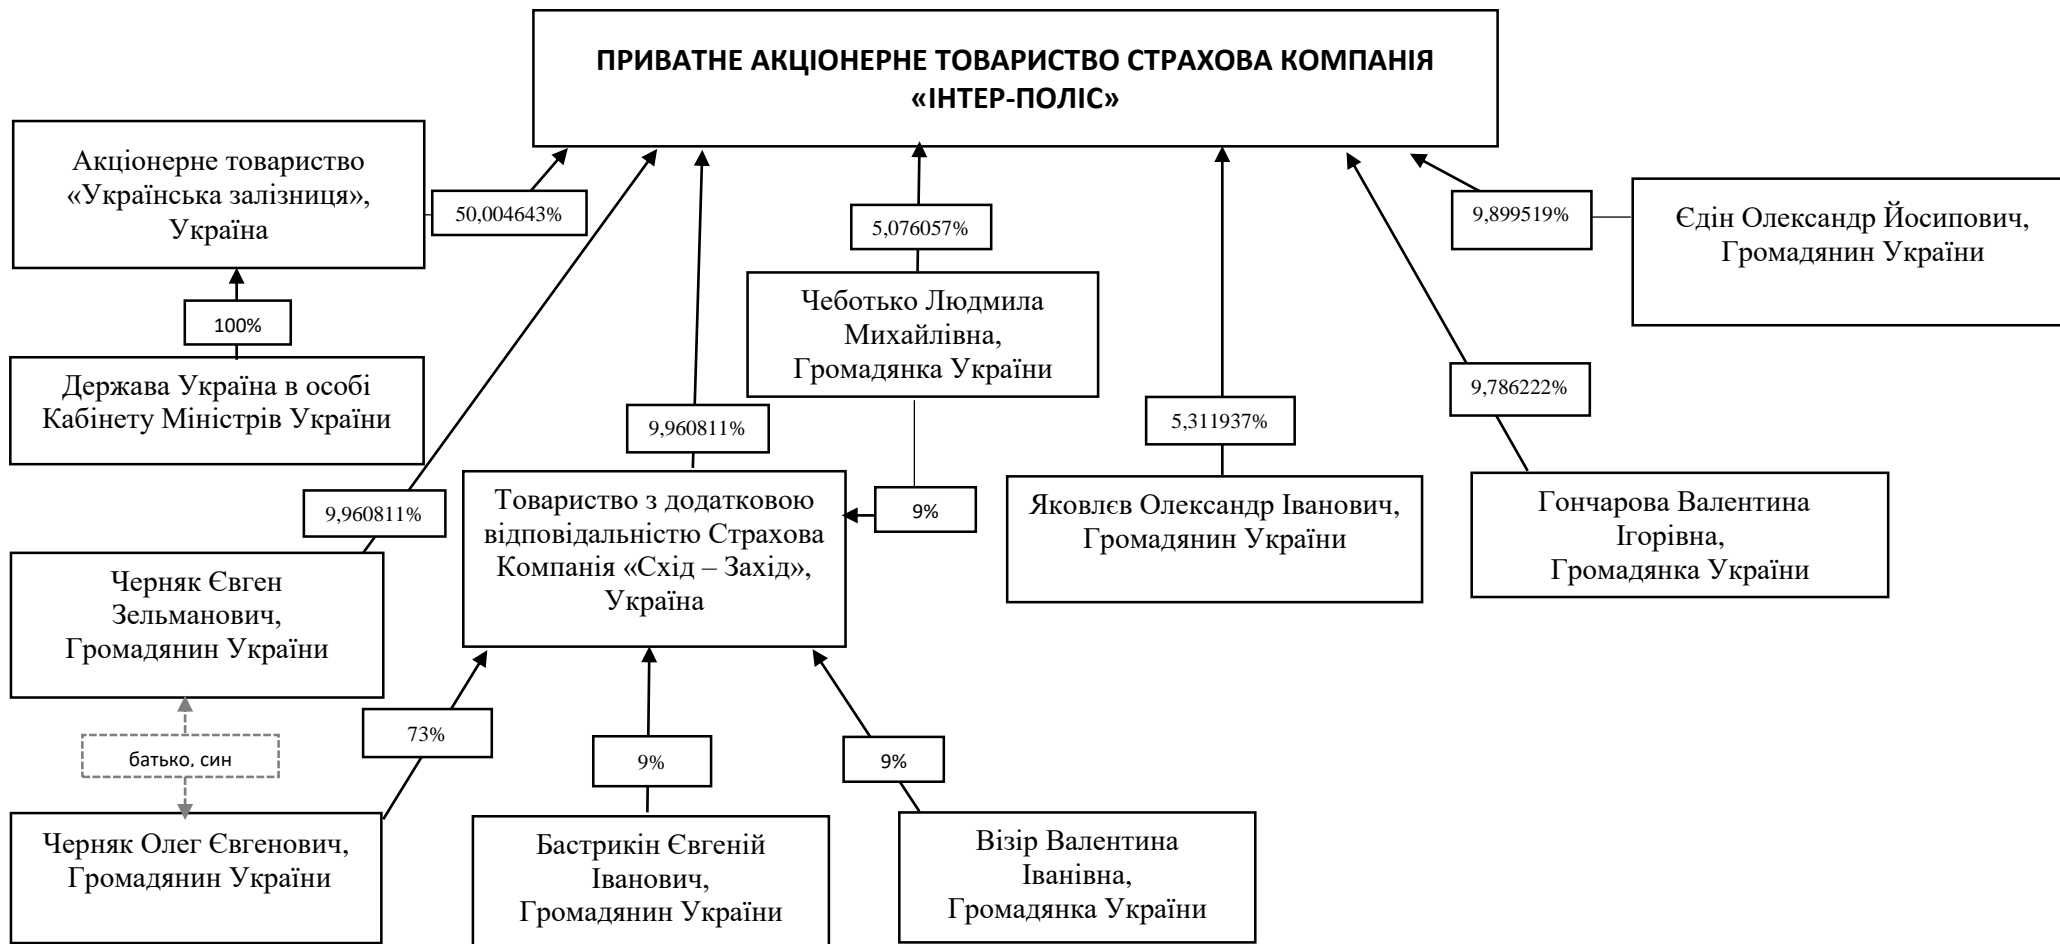 ПРИВАТНЕ АКЦІОНЕРНЕ ТОВАРИСТВО СТРАХОВА КОМПАНІЯ
«ІНТЕР-ПОЛІС»
Акціонерне товариство
«Українська залізниця»,
Україна
50,004643%
100%
Держава Україна в особі
Кабінету Міністрів України
5,076057%
Чеботько Людмила
Михайлівна,
Громадянка України
9,899519%
Єдін Олександр Йосипович,
Громадянин України
9,786222%
Гончарова Валентина
Ігорівна,
Громадянка України
5,311937%
Яковлєв Олександр Іванович,
Громадянин України
9,960811%
Товариство з додатковою
відповідальністю Страхова
Компанія «Схід – Захід»,
Україна
9%
9,960811%
Черняк Євген
Зельманович,
Громадянин України
батько, син
Черняк Олег Євгенович,
Громадянин України
73%
9%
Бастрикін Євгеній
Іванович,
Громадянин України
9%
Візір Валентина
Іванівна,
Громадянка України